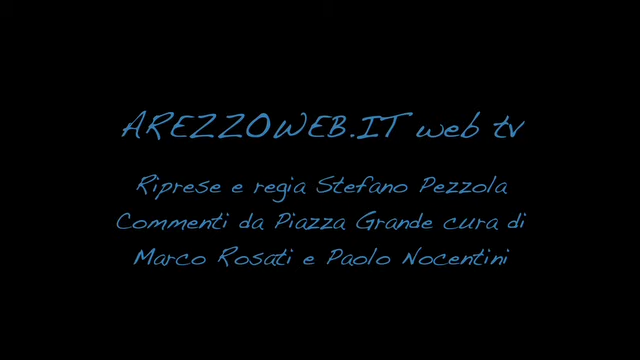 AREZZOWEB.IT web tv
Riprese e regia Stefano Pezzola
Commenti da Piazza Grande cura di
Marco Rosati e Paolo Nocentini